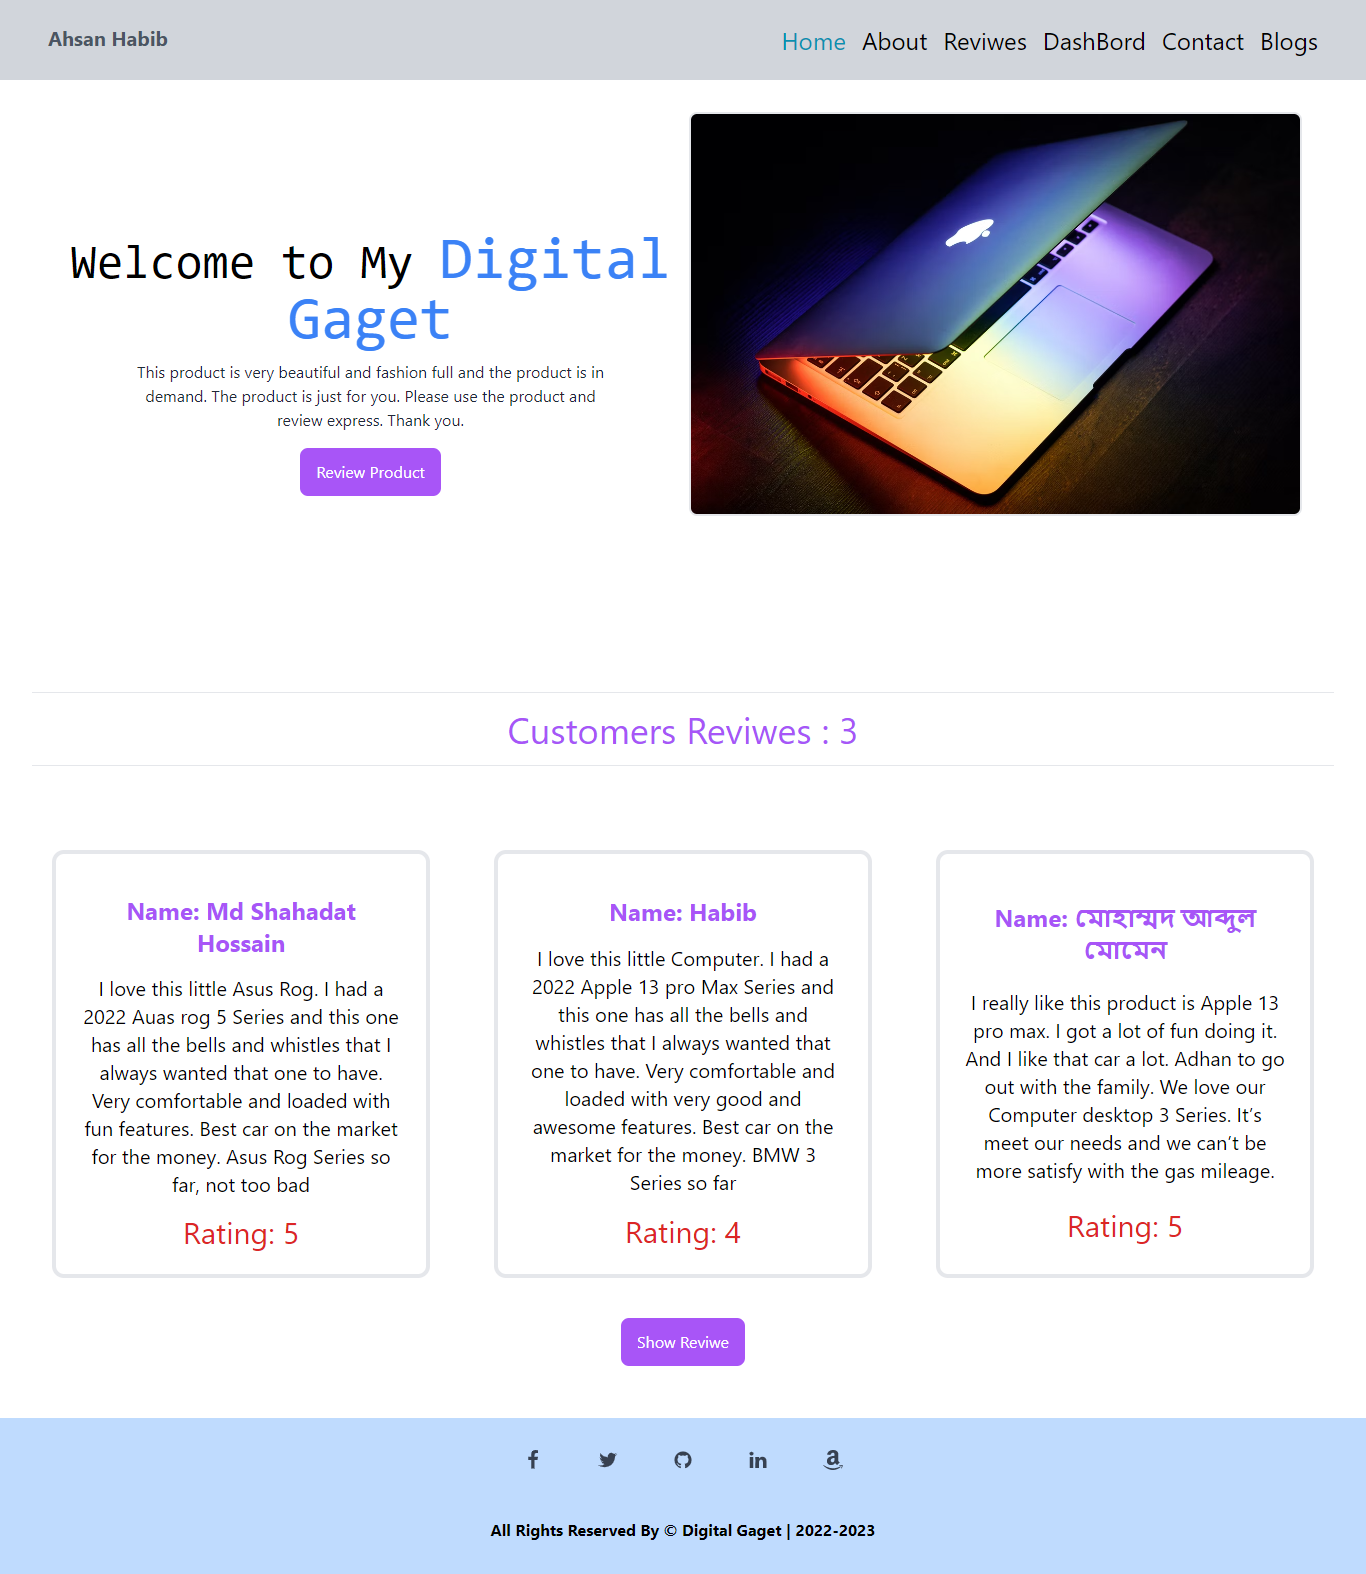 Ahsan Habib
Home About Reviwes DashBord Contact Blogs
Welcome to My Digital
Gaget
This product is very beautiful and fashion full and the product is in
demand. The product is just for you. Please use the product and
review express. Thank you.
Review Product
Customers Reviwes : 3
Name: Md Shahadat
Hossain
I love this little Asus Rog. I had a
2022 Auas rog 5 Series and this one
has all the bells and whistles that I
always wanted that one to have.
Very comfortable and loaded with
fun features. Best car on the market
for the money. Asus Rog Series so
far, not too bad
Rating: 5
Name: Habib
I love this little Computer. I had a
2022 Apple 13 pro Max Series and
this one has all the bells and
whistles that I always wanted that
one to have. Very comfortable and
loaded with very good and
awesome features. Best car on the
market for the money. BMW 3
Series so far
Rating: 4
Name: মোহাম্মদ আব্দুল
মোমেন
I really like this product is Apple 13
pro max. I got a lot of fun doing it.
And I like that car a lot. Adhan to go
out with the family. We love our
Computer desktop 3 Series. It’s
meet our needs and we can’t be
more satisfy with the gas mileage.
Rating: 5
Show Reviwe
All Rights Reserved By © Digital Gaget | 2022-2023